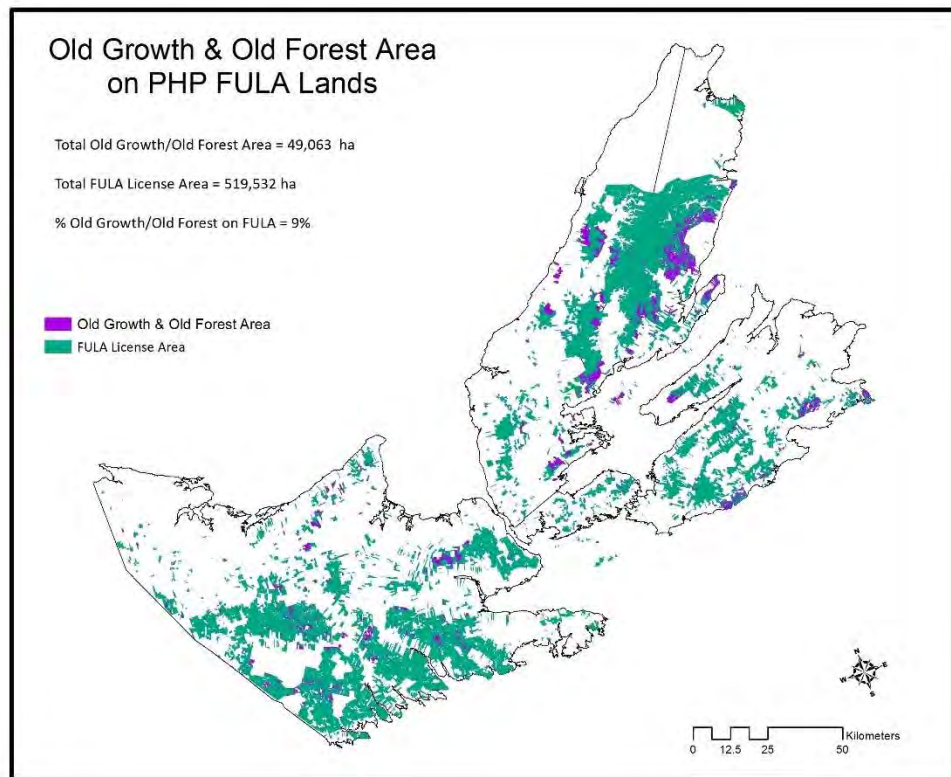 Old Growth & Old Forest Area
on PHP FULA Lands
Total Old Growth/Old Forest Area = 49,063 ha
Total FULA License Area = 519,532 ha
% Old Growth/Old Forest on FULA = 9%
Old Growth & Old Forest Area
FULA License Area
N
E
W
S
Kilometers
0 12.5 25 50